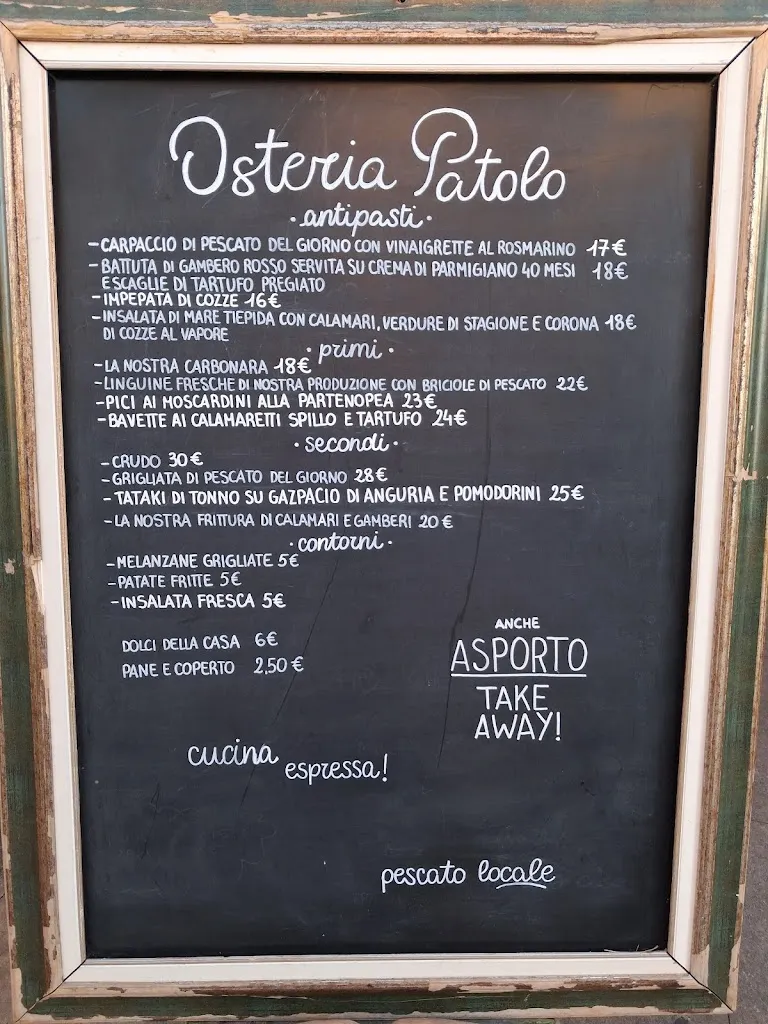 Osteria Patolo
·antipasti·
-CARPACCIO DI PESCATO DEL GIORNO CON VINAIGRETTE AL ROSMARINO 17€
-BATTUTA DI GAMBERO ROSSO SERVITA SU CREMA DI PARMIGIANO 40 MESI 18€
E SCAGLIE DI TARTUFO PREGIATO
-IMPEPATA DI COZZE 16€
-INSALATA DI MARE TIEPIDA CON CALAMARI, VERDURE DI STAGIONE E CORONA 18€
DI COZZE AL VAPORE
·primi·
-LA NOSTRA CARBONARA 18€
-LINGUINE FRESCHE DI NOSTRA PRODUZIONE CON BRICIOLE DI PESCATO 22€
-PICI AI MOSCARDINI ALLA PARTENOPEA 23€
-BAVETTE AI CALAMARETTI SPILLO E TARTUFO 24€
·secondi·
-CRUDO 30€
-GRIGLIATA DI PESCATO DEL GIORNO 28€
-TATAKI DI TONNO SU GAZPACIO DI ANGURIA E POMODORINI 25€
-LA NOSTRA FRITTURA DI CALAMARI E GAMBERI 20€
·contorni·
-MELANZANE GRIGLIATE 5€
-PATATE FRITTE 5€
-INSALATA FRESCA 5€
DOLCI DELLA CASA 6€
PANE E COPERTO 2,50€
ANCHE
ASPORTO
TAKE
AWAY!
cucina
espressa!
pescato locale